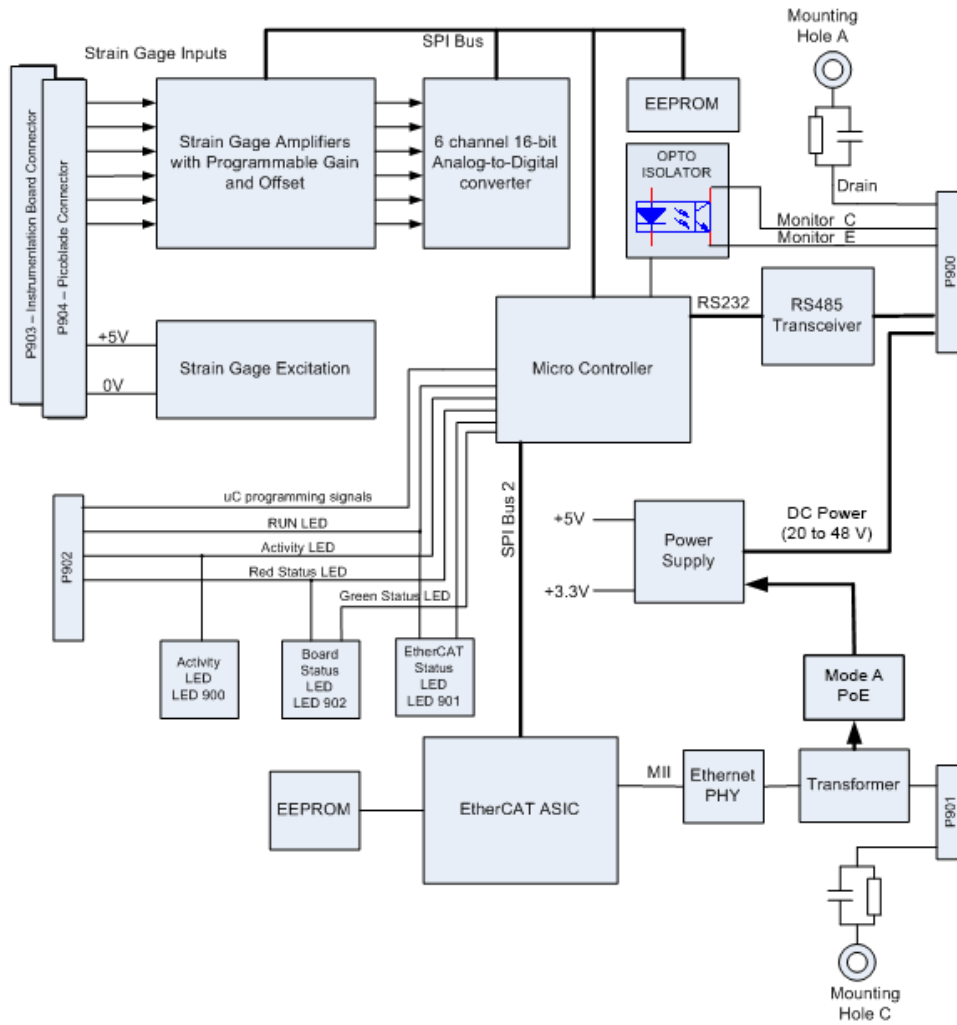 Mounting
Hole A
SPI Bus
Strain Gage Inputs
P903 – Instrumentation Board Connector
P904 – Picoblade Connector
Strain Gage Amplifiers
with Programmable Gain
and Offset
6 channel 16-bit
Analog-to-Digital
converter
EEPROM
OPTO
ISOLATOR
Drain
Monitor_C
Monitor_E
P900
RS232
RS485
Transceiver
+5V
0V
Strain Gage Excitation
Micro Controller
uC programming signals
RUN LED
Activity LED
Red Status LED
Green Status LED
P902
SPI Bus 2
+5V
+3.3V
Power
Supply
DC Power
(20 to 48 V)
Activity
LED
LED 900
Board
Status
LED
LED 902
EtherCAT
Status
LED
LED 901
Mode A
PoE
EEPROM
EtherCAT ASIC
MII
Ethernet
PHY
Transformer
P901
Mounting
Hole C